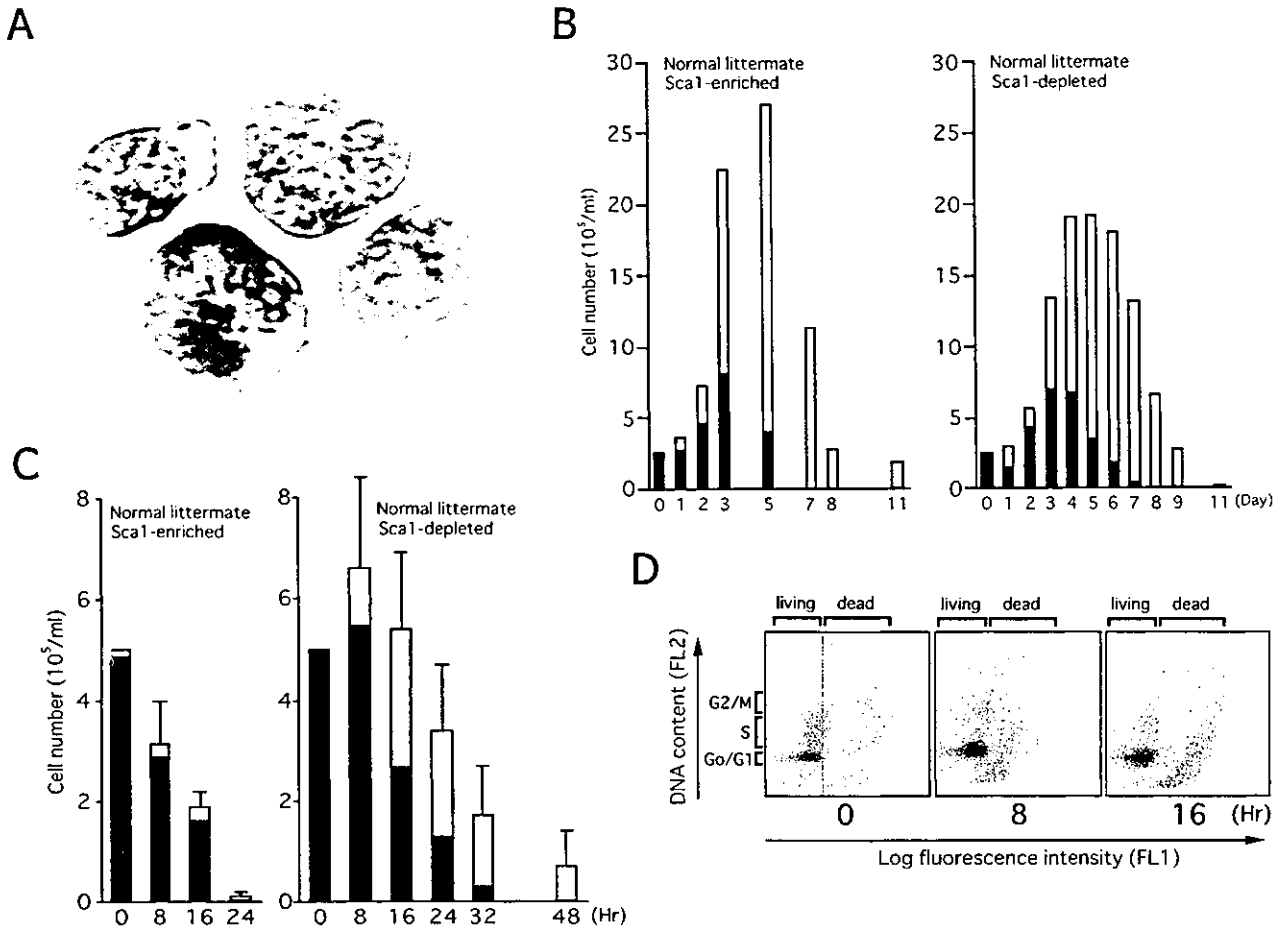 A
B
Normal littermate
Sca1-enriched
Cell number (10^5/ml)
30
25
20
15
10
5
0
0 1 2 3 5 7 8 11
Normal littermate
Sca1-depleted
30
25
20
15
10
5
0
0 1 2 3 4 5 6 7 8 9 11 (Day)
C
Normal littermate
Sca1-enriched
Cell number (10^5/ml)
8
6
4
2
0
0 8 16 24
Normal littermate
Sca1-depleted
8
6
4
2
0
0 8 16 24 32 48 (Hr)
D
living dead living dead living dead
DNA content (FL2)
G2/M
S
Go/G1
0 8 16 (Hr)
Log fluorescence intensity (FL1)